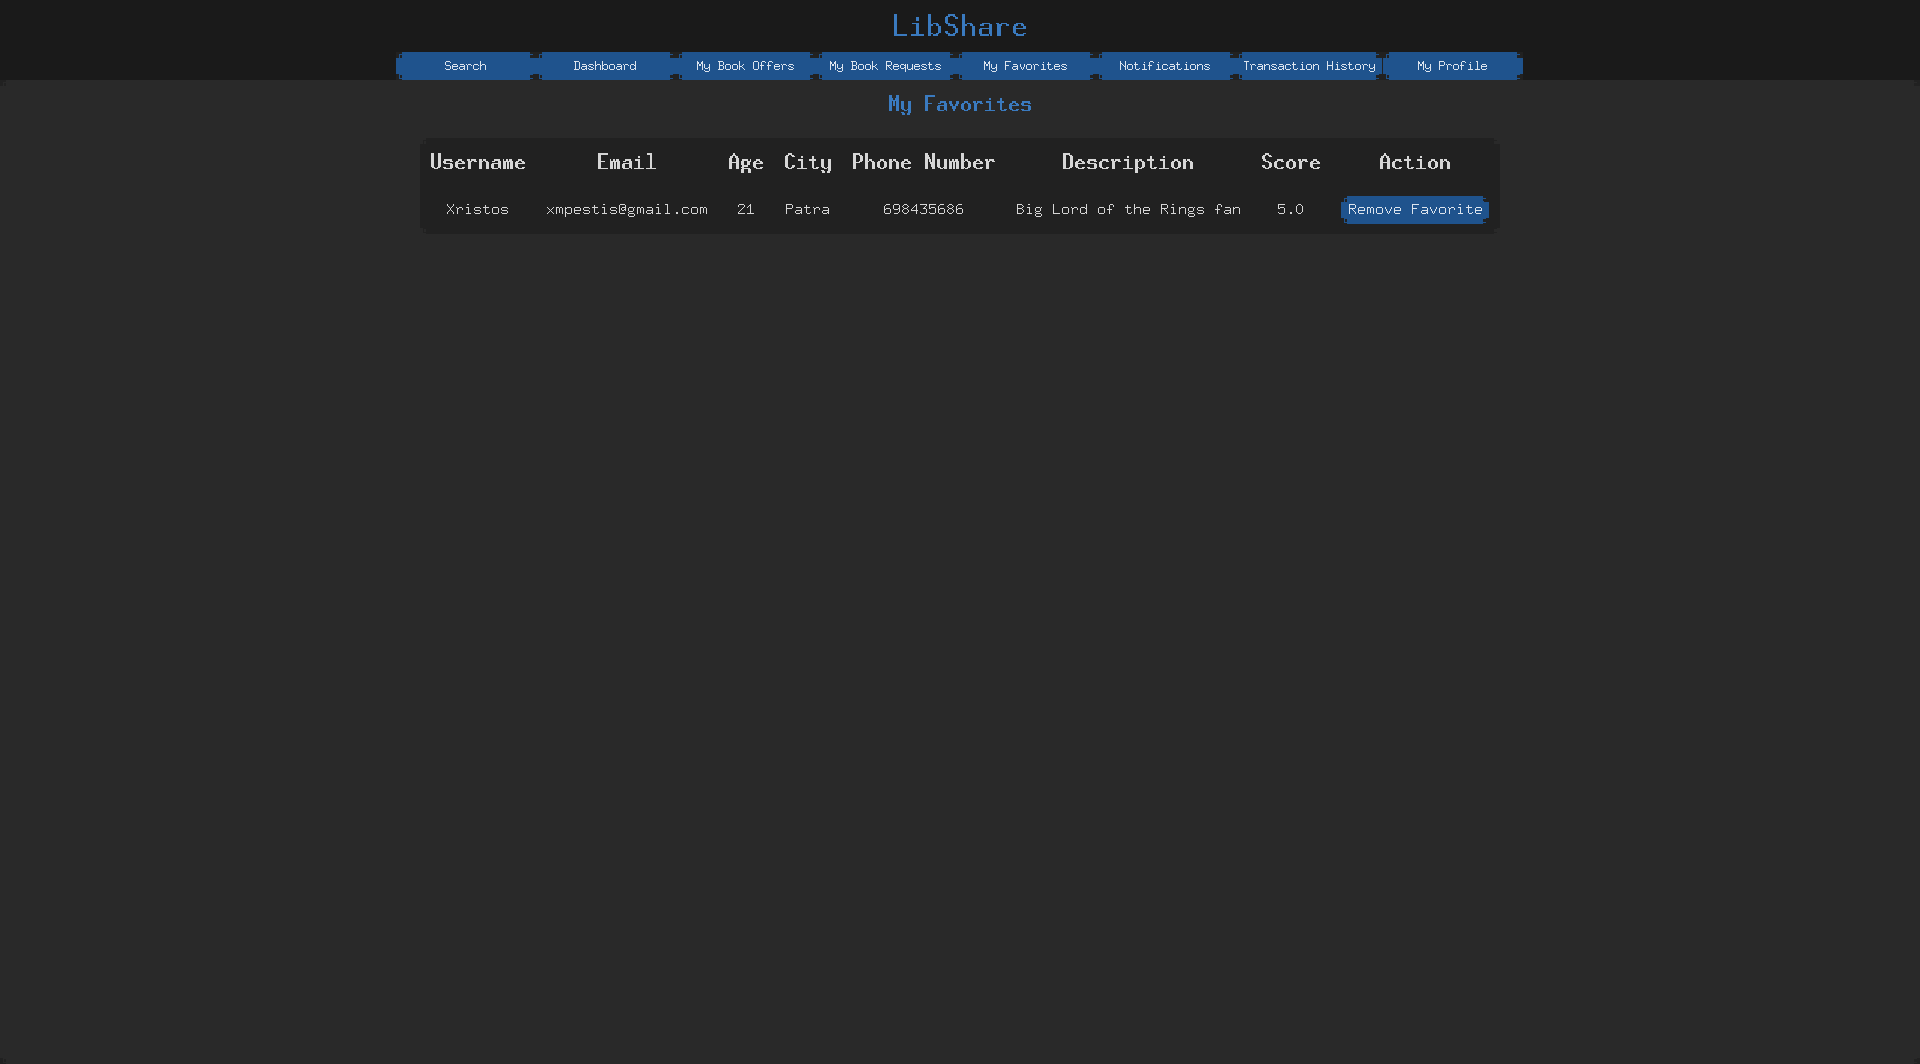 LibShare
Search Dashboard My Book Offers My Book Requests My Favorites Notifications Transaction History My Profile
My Favorites
Username Email Age City Phone Number Description Score Action
Xristos xmpestis@gmail.com 21 Patra 698435686 Big Lord of the Rings fan 5.0 Remove Favorite